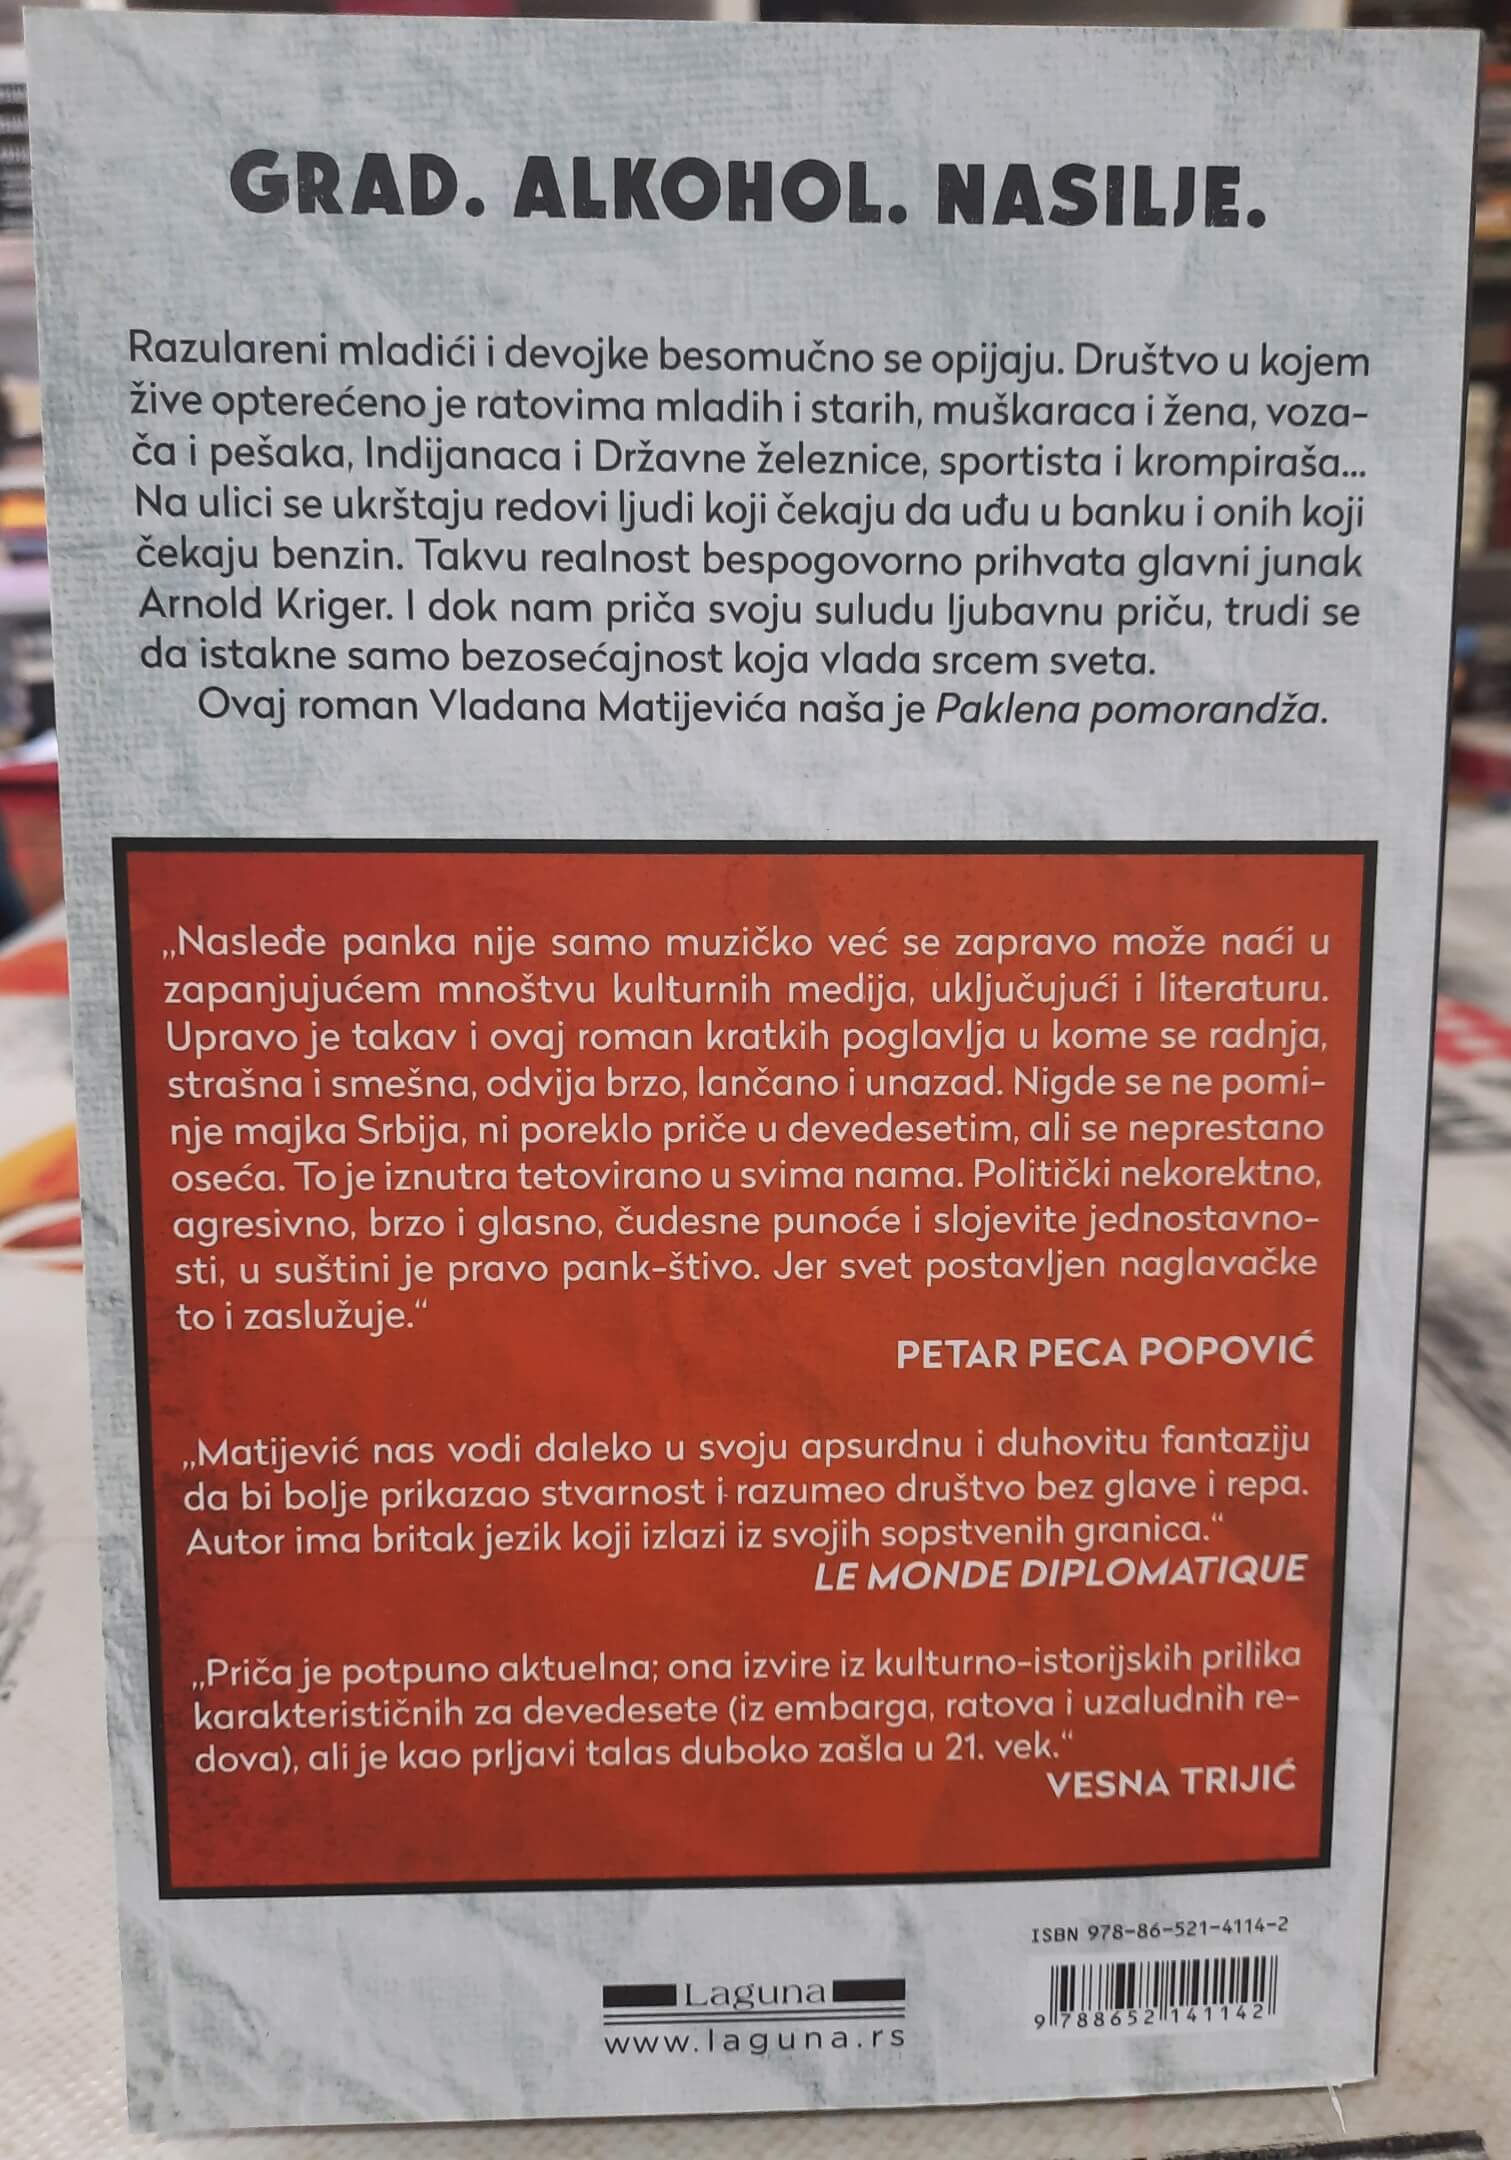 GRAD. ALKOHOL. NASILJE.
Razulareni mladići i devojke besomučno se opijaju. Društvo u kojem
žive opterećeno je ratovima mladih i starih, muškaraca i žena, voza-
ča i pešaka, Indijanaca i Državne železnice, sportista i krompiraša...
Na ulici se ukrštaju redovi ljudi koji čekaju da uđu u banku i onih koji
čekaju benzin. Takvu realnost bespogovorno prihvata glavni junak
Arnold Kriger. I dok nam priča svoju suludu ljubavnu priču, trudi se
da istakne samo bezosećajnost koja vlada srcem sveta.
Ovaj roman Vladana Matijevića naša je Paklena pomorandža.
„Nasleđe panka nije samo muzičko već se zapravo može naći u
zapanjujućem mnoštvu kulturnih medija, uključujući i literaturu.
Upravo je takav i ovaj roman kratkih poglavlja u kome se radnja,
strašna i smešna, odvija brzo, lančano i unazad. Nigde se ne pomi-
nje majka Srbija, ni poreklo priče u devedesetim, ali se neprestano
oseća. To je iznutra tetovirano u svima nama. Politički nekorektno,
agresivno, brzo i glasno, čudesne punoće i slojevite jednostavno-
sti, u suštini je pravo pank-štivo. Jer svet postavljen naglavačke
to i zaslužuje.“
PETAR PECA POPOVIĆ
„Matijević nas vodi daleko u svoju apsurdnu i duhovitu fantaziju
da bi bolje prikazao stvarnost i razumeo društvo bez glave i repa.
Autor ima britak jezik koji izlazi iz svojih sopstvenih granica.“
LE MONDE DIPLOMATIQUE
„Priča je potpuno aktuelna; ona izvire iz kulturno-istorijskih prilika
karakterističnih za devedesete (iz embarga, ratova i uzaludnih re-
dova), ali je kao prljavi talas duboko zašla u 21. vek.“
VESNA TRIJIĆ
ISBN 978-86-521-4114-2
Laguna
9 788652 141142
www.laguna.rs